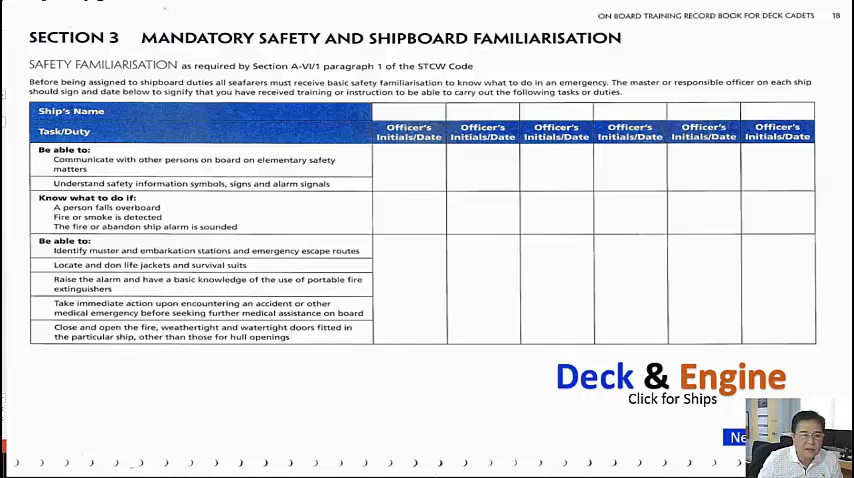 ON BOARD TRAINING RECORD BOOK FOR DECK CADETS 18
SECTION 3 MANDATORY SAFETY AND SHIPBOARD FAMILIARISATION
SAFETY FAMILIARISATION as required by Section A-VI/1 paragraph 1 of the STCW Code
Before being assigned to shipboard duties all seafarers must receive basic safety familiarisation to know what to do in an emergency. The master or responsible officer on each ship
should sign and date below to signify that you have received training or instruction to be able to carry out the following tasks or duties.
Ship's Name
Task/Duty
Officer's Officer's Officer's Officer's Officer's Officer's
Initials/Date Initials/Date Initials/Date Initials/Date Initials/Date Initials/Date
Be able to:
Communicate with other persons on board on elementary safety
matters
Understand safety information symbols, signs and alarm signals
Know what to do if:
A person falls overboard
Fire or smoke is detected
The fire or abandon ship alarm is sounded
Be able to:
Identify muster and embarkation stations and emergency escape routes
Locate and don life jackets and survival suits
Raise the alarm and have a basic knowledge of the use of portable fire
extinguishers
Take immediate action upon encountering an accident or other
medical emergency before seeking further medical assistance on board
Close and open the fire, weathertight and watertight doors fitted in
the particular ship, other than those for hull openings
Deck & Engine
Click for Ships